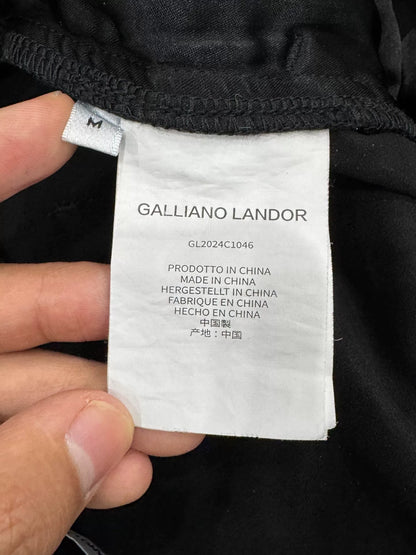 M
GALLIANO LANDOR
GL2024C1046
PRODOTTO IN CHINA
MADE IN CHINA
HERGESTELLT IN CHINA
FABRIQUE EN CHINA
HECHO EN CHINA
中国製
产地:中国